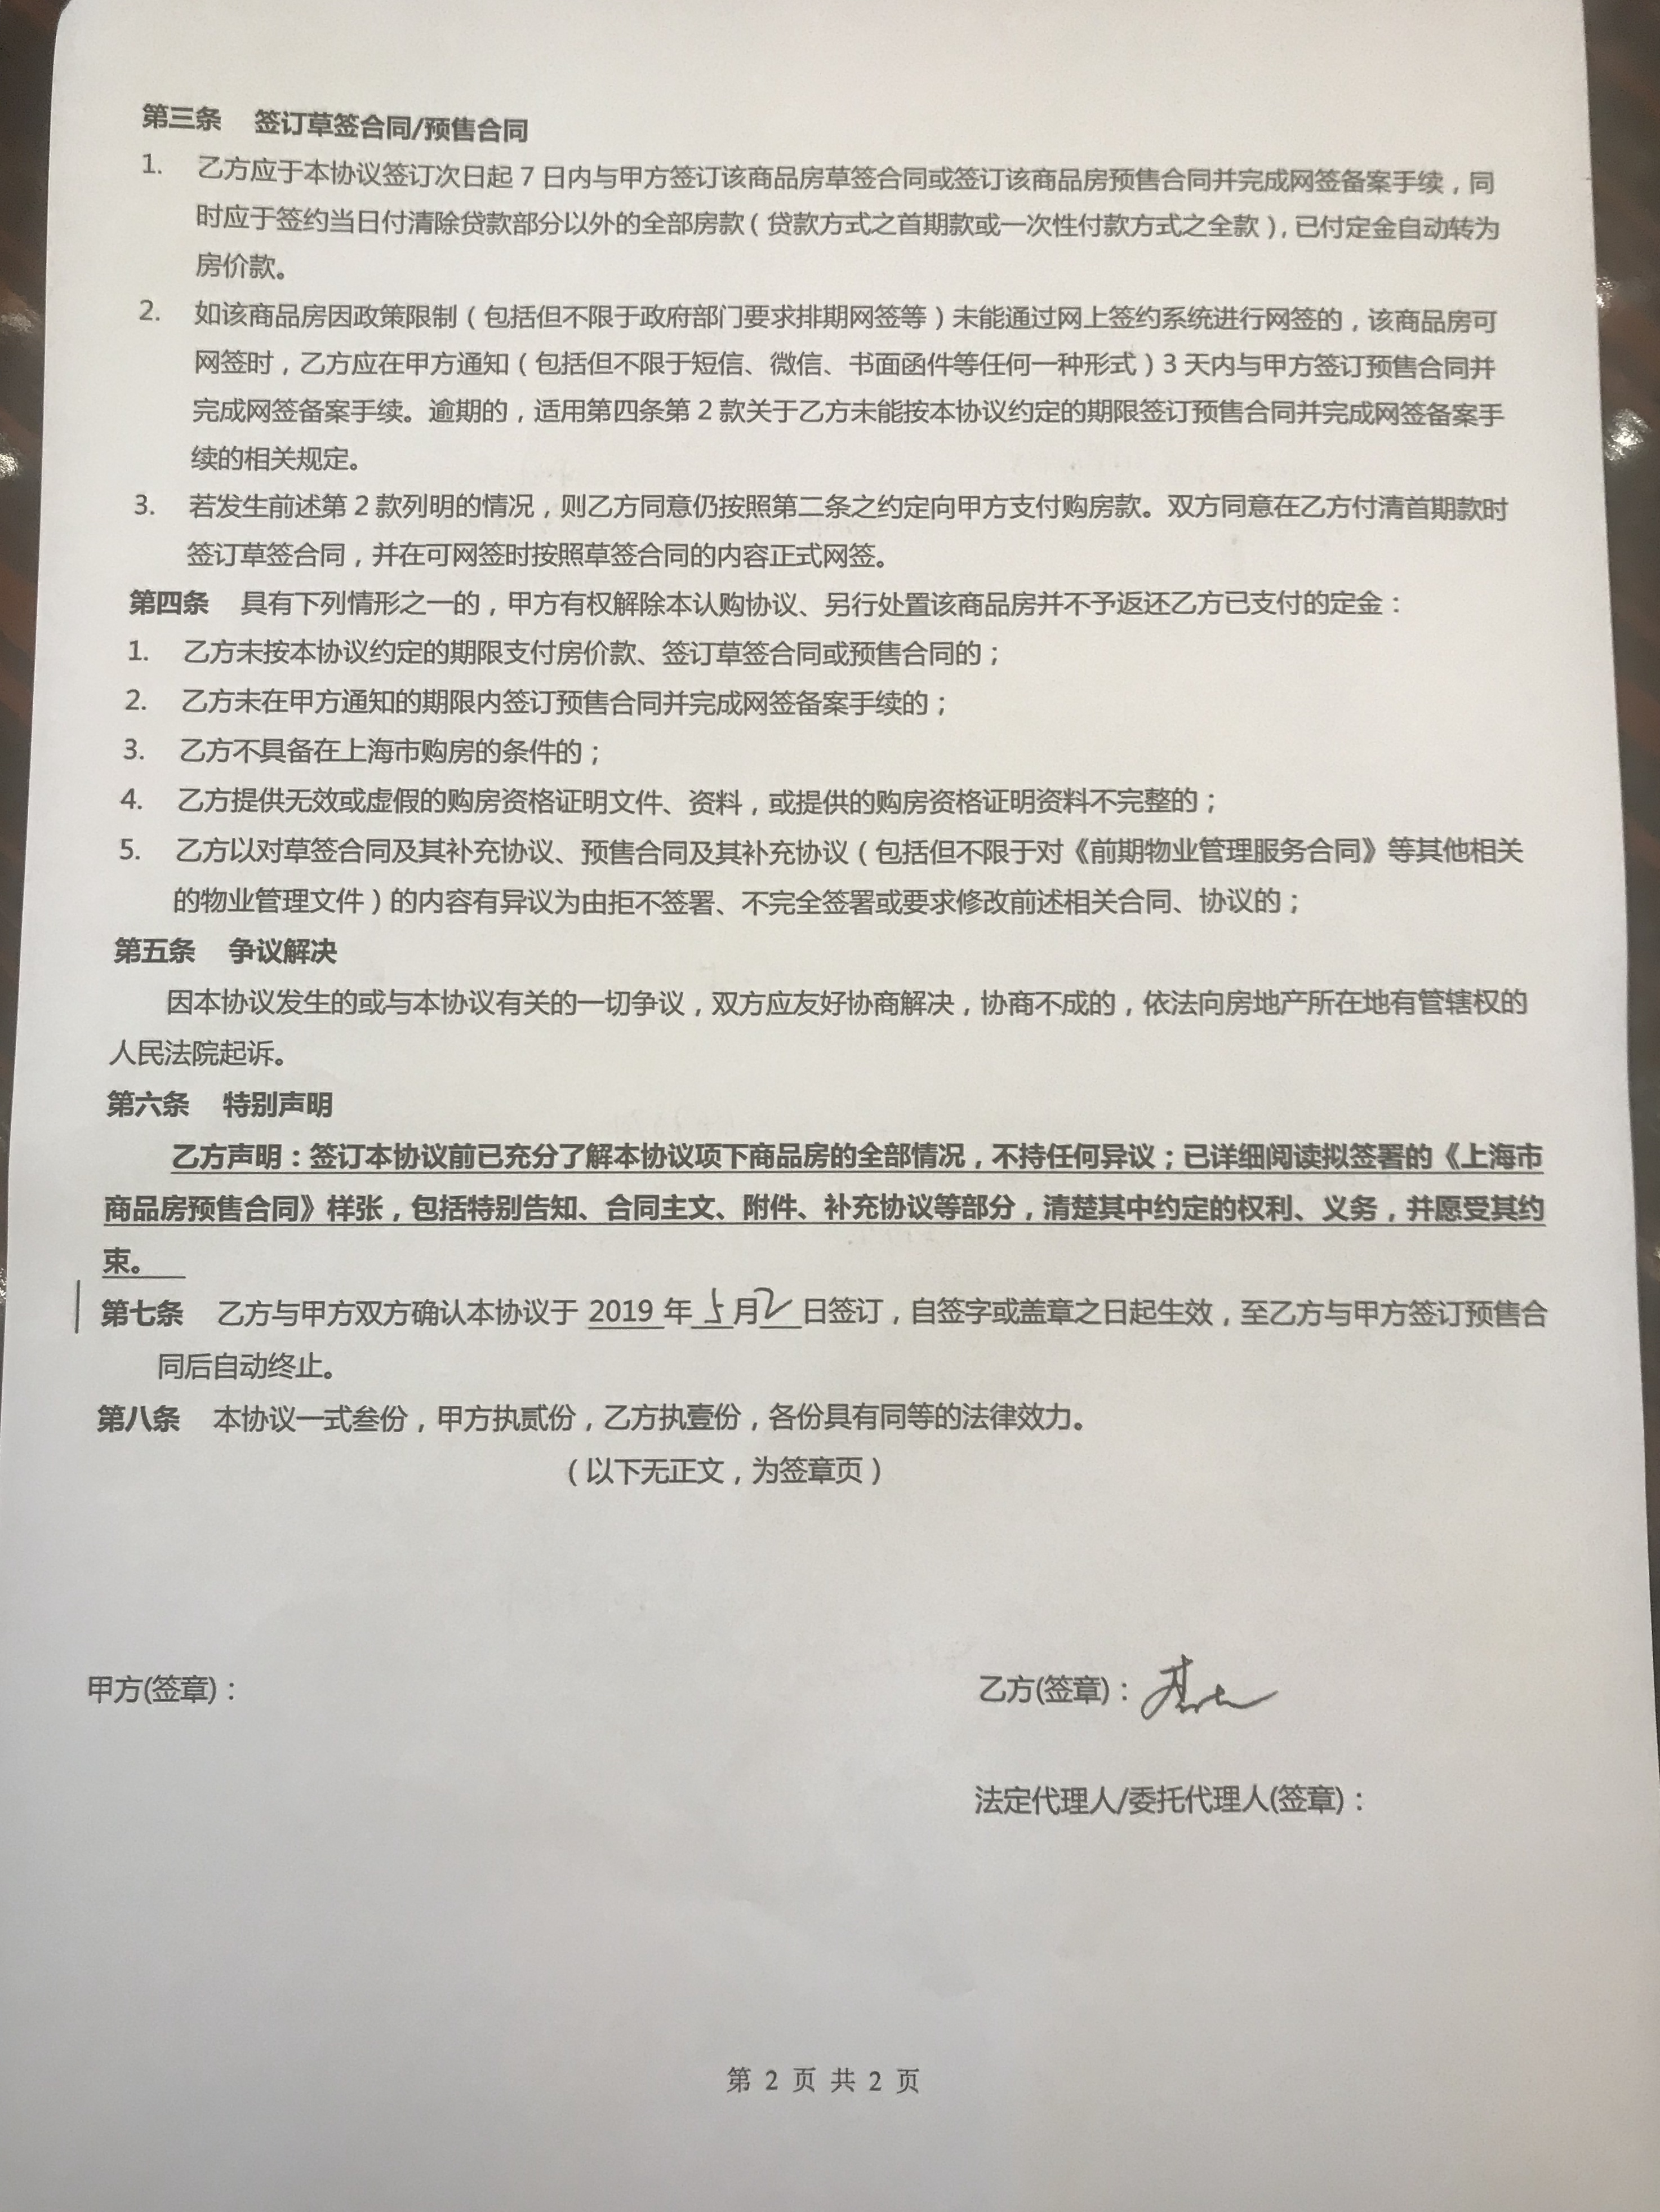 第三条 签订草签合同/预售合同
1. 乙方应于本协议签订次日起 7 日内与甲方签订该商品房草签合同或签订该商品房预售合同并完成网签备案手续，同
时应于签约当日付清除贷款部分以外的全部房款（贷款方式之首期款或一次性付款方式之全款），已付定金自动转为
房价款。
2. 如该商品房因政策限制（包括但不限于政府部门要求排期网签等）未能通过网上签约系统进行网签的，该商品房可
网签时，乙方应在甲方通知（包括但不限于短信、微信、书面函件等任何一种形式）3 天内与甲方签订预售合同并
完成网签备案手续。逾期的，适用第四条第 2 款关于乙方未能按本协议约定的期限签订预售合同并完成网签备案手
续的相关规定。
3. 若发生前述第 2 款列明的情况，则乙方同意仍按照第二条之约定向甲方支付购房款。双方同意在乙方付清首期款时
签订草签合同，并在可网签时按照草签合同的内容正式网签。
第四条 具有下列情形之一的，甲方有权解除本认购协议、另行处置该商品房并不予返还乙方已支付的定金：
1. 乙方未按本协议约定的期限支付房价款、签订草签合同或预售合同的；
2. 乙方未在甲方通知的期限内签订预售合同并完成网签备案手续的；
3. 乙方不具备在上海市购房的条件的；
4. 乙方提供无效或虚假的购房资格证明文件、资料，或提供的购房资格证明资料不完整的；
5. 乙方以对草签合同及其补充协议、预售合同及其补充协议（包括但不限于对《前期物业管理服务合同》等其他相关
的物业管理文件）的内容有异议为由拒不签署、不完全签署或要求修改前述相关合同、协议的；
第五条 争议解决
因本协议发生的或与本协议有关的一切争议，双方应友好协商解决，协商不成的，依法向房地产所在地有管辖权的
人民法院起诉。
第六条 特别声明
乙方声明：签订本协议前已充分了解本协议项下商品房的全部情况，不持任何异议；已详细阅读拟签署的《上海市
商品房预售合同》样张，包括特别告知、合同主文、附件、补充协议等部分，清楚其中约定的权利、义务，并愿受其约
束。
第七条 乙方与甲方双方确认本协议于 2019 年 5 月 2 日签订，自签字或盖章之日起生效，至乙方与甲方签订预售合
同后自动终止。
第八条 本协议一式叁份，甲方执贰份，乙方执壹份，各份具有同等的法律效力。
（以下无正文，为签章页）
甲方(签章)： 乙方(签章)：
法定代理人/委托代理人(签章)：
第 2 页 共 2 页